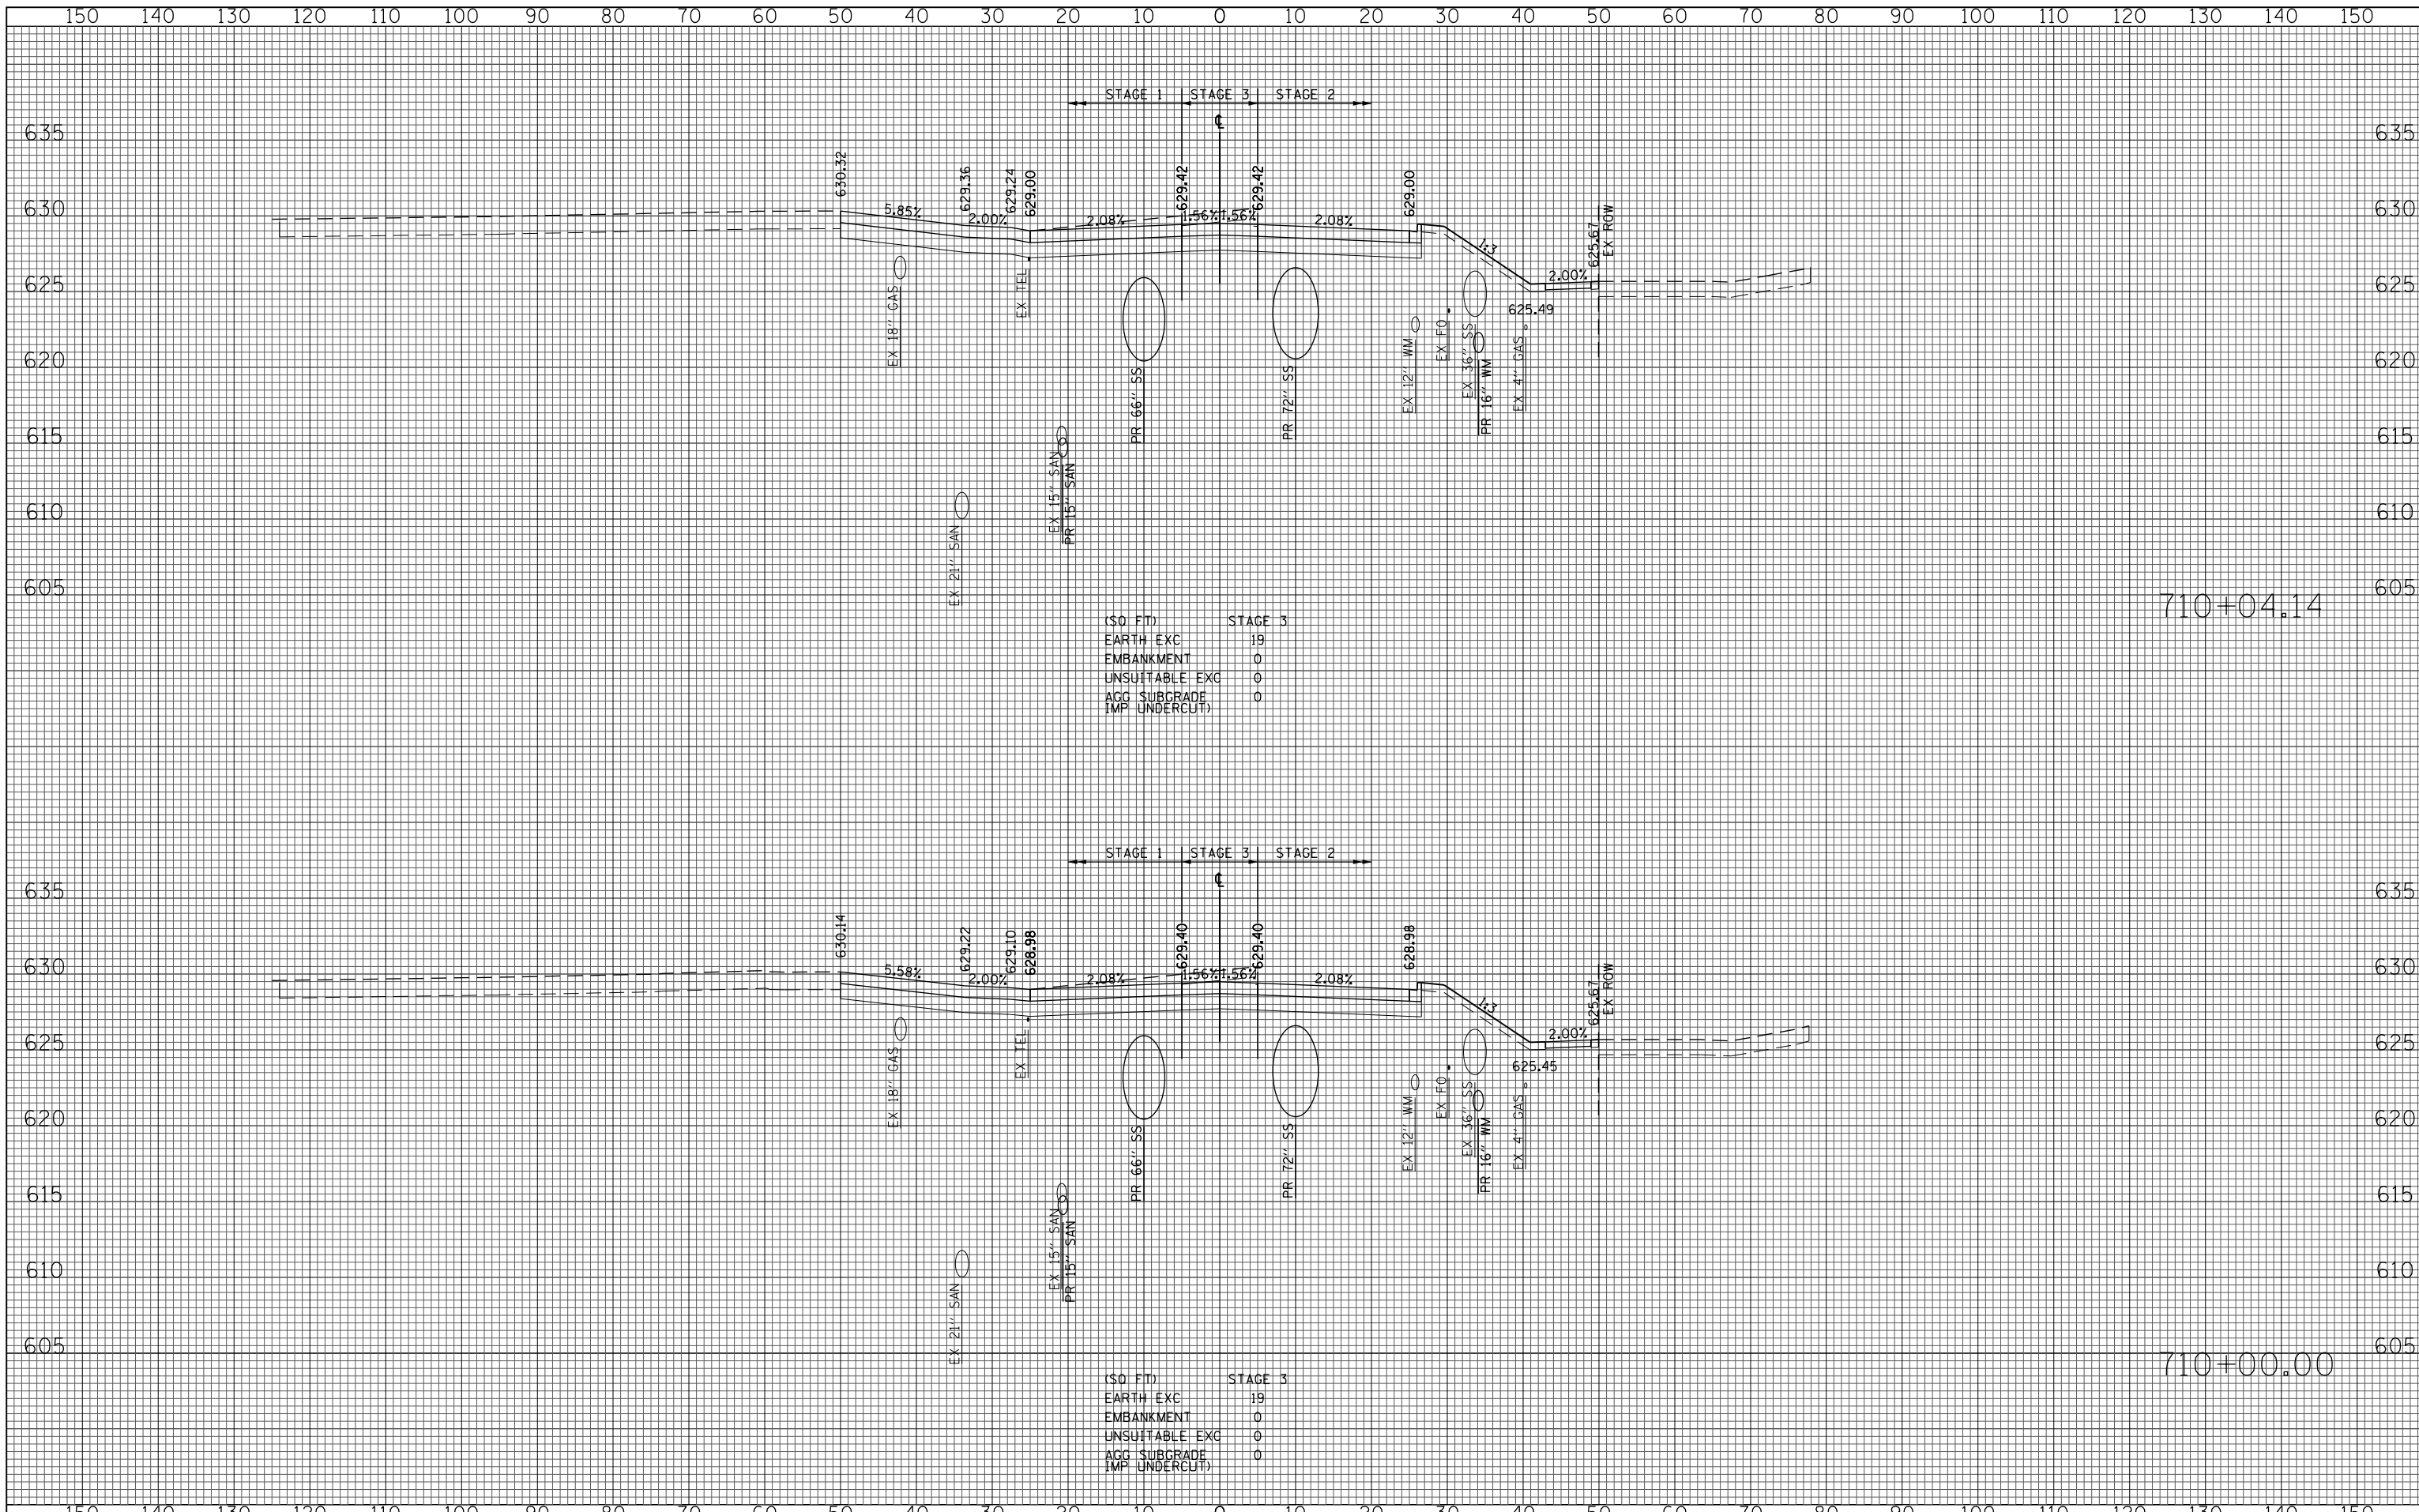 150 140 130 120 110 100 90 80 70 60 50 40 30 20 10 0 10 20 30 40 50 60 70 80 90 100 110 120 130 140 150
STAGE 1 STAGE 3 STAGE 2
℄
635 635
630.32 629.36 629.24 629.00 629.42 629.42 629.00
630 630
5.85% 2.00% 2.08% 1.56% 1.56% 2.08%
1:3
625.67
EX ROW
2.00%
625 625
625.49
EX 18" GAS
EX TEL
PR 66" SS
PR 72" SS
EX 12" WM
EX FO
EX 36" SS
PR 16" WM
EX 4" GAS
620 620
615 615
EX 15" SAN
PR 15" SAN
EX 21" SAN
610 610
605 605
710+04.14
(SQ FT) STAGE 3
EARTH EXC 19
EMBANKMENT 0
UNSUITABLE EXC 0
AGG SUBGRADE 0
IMP UNDERCUT)
STAGE 1 STAGE 3 STAGE 2
℄
635 635
630.14 629.22 629.10 628.98 629.40 629.40 628.98
630 630
5.58% 2.00% 2.08% 1.56% 1.56% 2.08%
1:3
625.67
EX ROW
2.00%
625 625
625.45
EX 18" GAS
EX TEL
PR 66" SS
PR 72" SS
EX 12" WM
EX FO
EX 36" SS
PR 16" WM
EX 4" GAS
620 620
615 615
EX 15" SAN
PR 15" SAN
EX 21" SAN
610 610
605 605
710+00.00
(SQ FT) STAGE 3
EARTH EXC 19
EMBANKMENT 0
UNSUITABLE EXC 0
AGG SUBGRADE 0
IMP UNDERCUT)
150 140 130 120 110 100 90 80 70 60 50 40 30 20 10 0 10 20 30 40 50 60 70 80 90 100 110 120 130 140 150